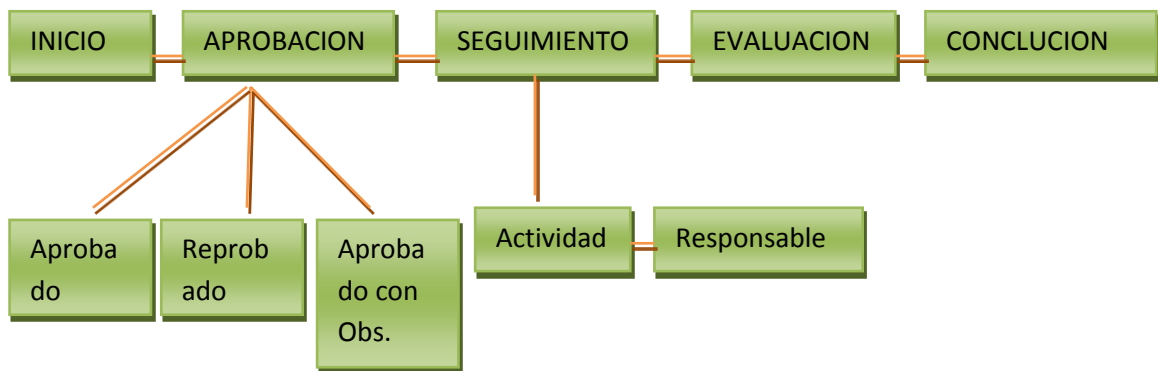 INICIO
APROBACION
SEGUIMIENTO
EVALUACION
CONCLUCION
Aproba
do
Reprob
ado
Aproba
do con
Obs.
Actividad
Responsable